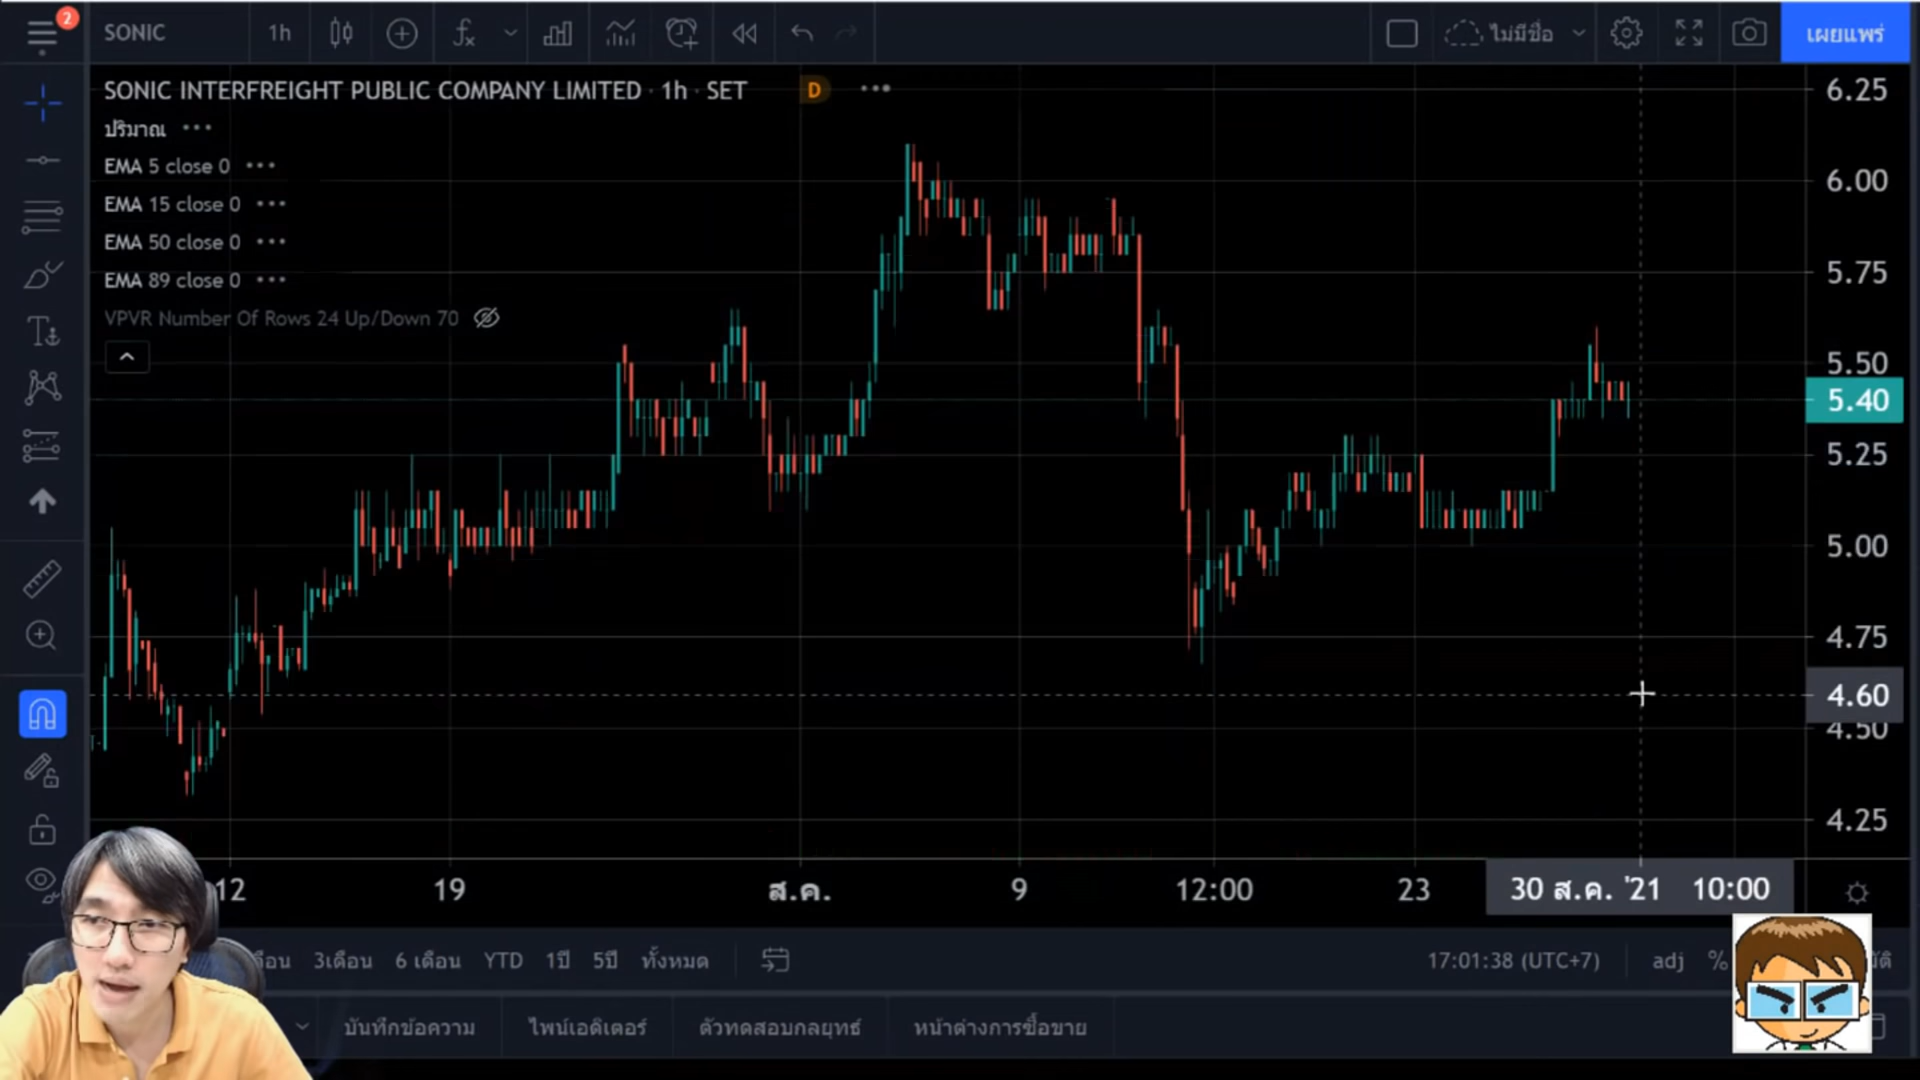 2
SONIC
1h
ไม่มีชื่อ
เผยแพร่
SONIC INTERFREIGHT PUBLIC COMPANY LIMITED · 1h · SET
D
ปริมาณ
EMA 5 close 0
EMA 15 close 0
EMA 50 close 0
EMA 89 close 0
VPVR Number Of Rows 24 Up/Down 70
6.25
6.00
5.75
5.50
5.40
5.25
5.00
4.75
4.60
4.50
4.25
12 19 ส.ค. 9 12:00 23 30 ส.ค. '21 10:00
3เดือน 6 เดือน YTD 1ปี 5ปี ทั้งหมด
17:01:38 (UTC+7) adj %
บันทึกข้อความ ไพน์เอดิเตอร์ ตัวทดสอบกลยุทธ์ หน้าต่างการซื้อขาย